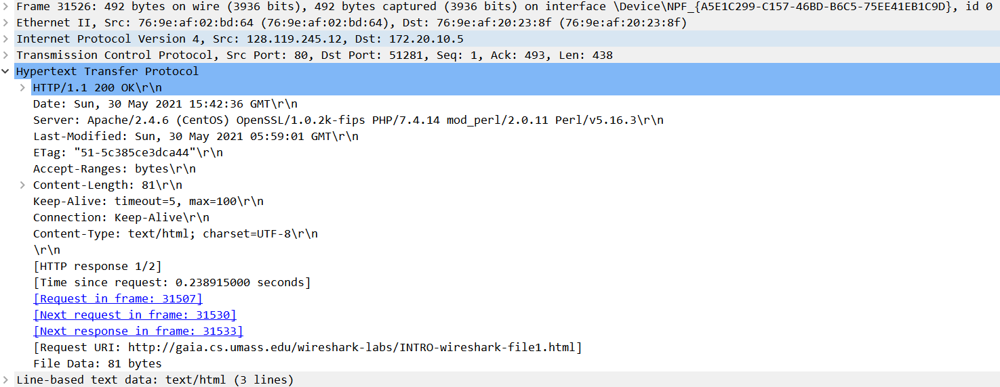 Frame 31526: 492 bytes on wire (3936 bits), 492 bytes captured (3936 bits) on interface \Device\NPF_{A5E1C299-C157-46BD-B6C5-75EE41EB1C9D}, id 0
Ethernet II, Src: 76:9e:af:02:bd:64 (76:9e:af:02:bd:64), Dst: 76:9e:af:20:23:8f (76:9e:af:20:23:8f)
Internet Protocol Version 4, Src: 128.119.245.12, Dst: 172.20.10.5
Transmission Control Protocol, Src Port: 80, Dst Port: 51281, Seq: 1, Ack: 493, Len: 438
Hypertext Transfer Protocol
HTTP/1.1 200 OK\r\n
Date: Sun, 30 May 2021 15:42:36 GMT\r\n
Server: Apache/2.4.6 (CentOS) OpenSSL/1.0.2k-fips PHP/7.4.14 mod_perl/2.0.11 Perl/v5.16.3\r\n
Last-Modified: Sun, 30 May 2021 05:59:01 GMT\r\n
ETag: "51-5c385ce3dca44"\r\n
Accept-Ranges: bytes\r\n
Content-Length: 81\r\n
Keep-Alive: timeout=5, max=100\r\n
Connection: Keep-Alive\r\n
Content-Type: text/html; charset=UTF-8\r\n
\r\n
[HTTP response 1/2]
[Time since request: 0.238915000 seconds]
[Request in frame: 31507]
[Next request in frame: 31530]
[Next response in frame: 31533]
[Request URI: http://gaia.cs.umass.edu/wireshark-labs/INTRO-wireshark-file1.html]
File Data: 81 bytes
Line-based text data: text/html (3 lines)